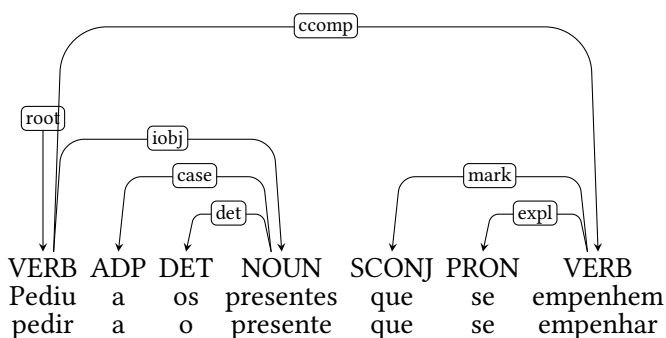 ccomp
root
iobj
case mark
det expl
VERB ADP DET NOUN SCONJ PRON VERB
Pediu a os presentes que se empenhem
pedir a o presente que se empenhar